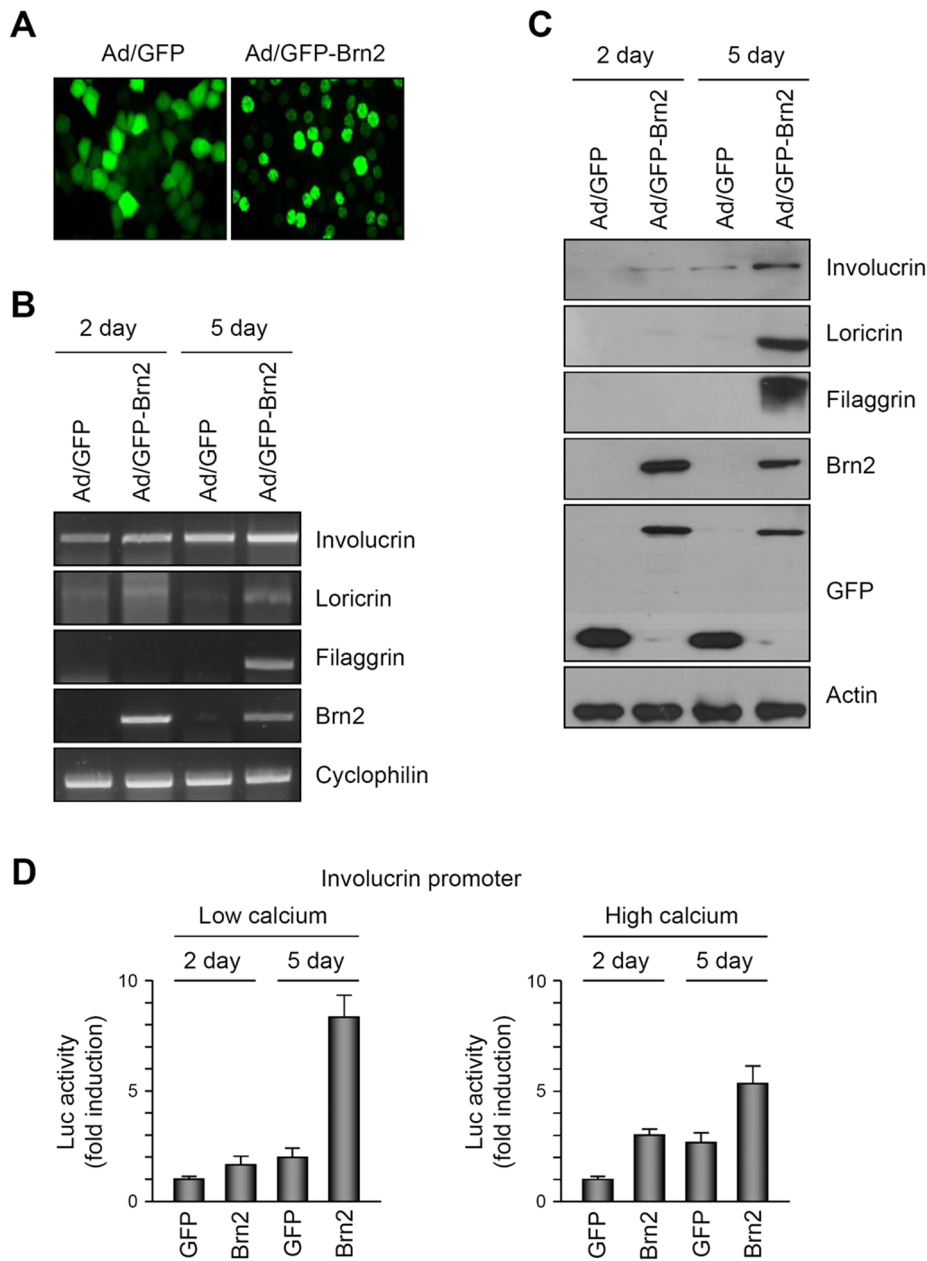 A
Ad/GFP Ad/GFP-Brn2
B
2 day 5 day
Ad/GFP Ad/GFP-Brn2 Ad/GFP Ad/GFP-Brn2
Involucrin
Loricrin
Filaggrin
Brn2
Cyclophilin
C
2 day 5 day
Ad/GFP Ad/GFP-Brn2 Ad/GFP Ad/GFP-Brn2
Involucrin
Loricrin
Filaggrin
Brn2
GFP
Actin
D
Involucrin promoter
Low calcium
2 day 5 day
Luc activity
(fold induction)
10
5
0
GFP Brn2 GFP Brn2
High calcium
2 day 5 day
Luc activity
(fold induction)
10
5
0
GFP Brn2 GFP Brn2